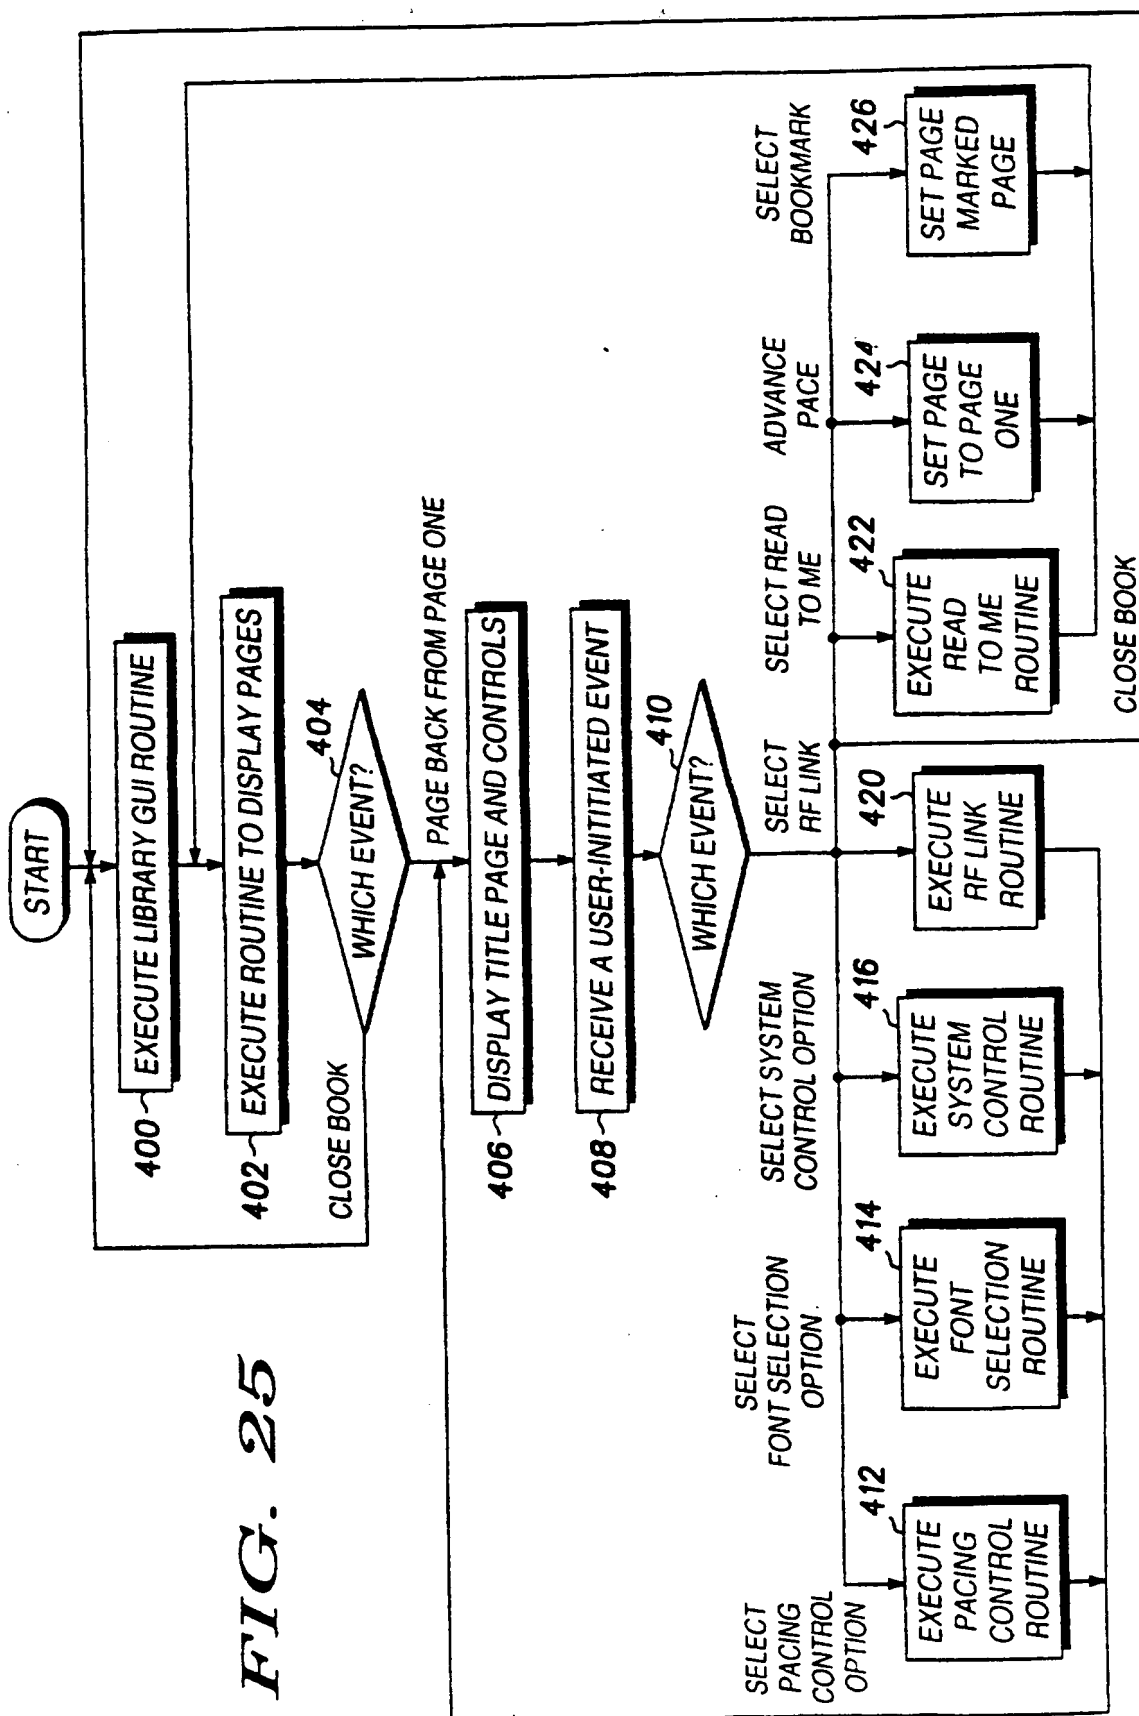 START
400
EXECUTE LIBRARY GUI ROUTINE
402
EXECUTE ROUTINE TO DISPLAY PAGES
404
WHICH EVENT?
CLOSE BOOK
PAGE BACK FROM PAGE ONE
406
DISPLAY TITLE PAGE AND CONTROLS
408
RECEIVE A USER-INITIATED EVENT
410
WHICH EVENT?
SELECT
PACING
CONTROL
OPTION
412
EXECUTE
PACING
CONTROL
ROUTINE
SELECT
FONT SELECTION
OPTION
414
EXECUTE
FONT
SELECTION
ROUTINE
SELECT SYSTEM
CONTROL OPTION
416
EXECUTE
SYSTEM
CONTROL
ROUTINE
SELECT
RF LINK
420
EXECUTE
RF LINK
ROUTINE
SELECT READ
TO ME
422
EXECUTE
READ
TO ME
ROUTINE
ADVANCE
PACE
424
SET PAGE
TO PAGE
ONE
SELECT
BOOKMARK
426
SET PAGE
MARKED
PAGE
CLOSE BOOK
FIG. 25